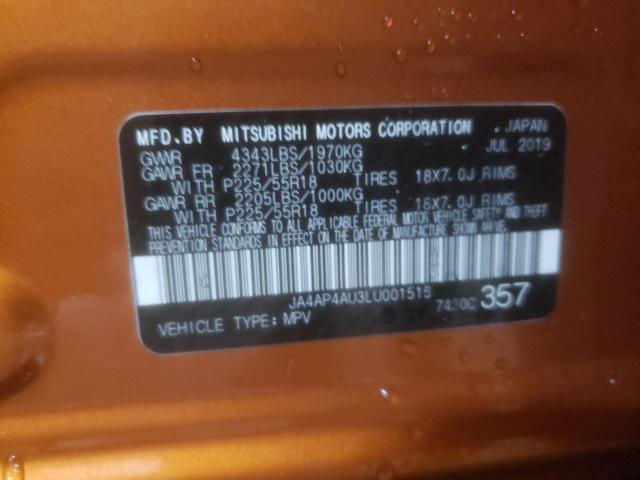 MFD.BY MITSUBISHI MOTORS CORPORATION JAPAN
GVWR 4343LBS/1970KG JUL 2019
GAWR FR 2271LBS/1030KG
WITH P225/55R18 TIRES 18X7.0J RIMS
GAWR RR 2205LBS/1000KG
WITH P225/55R18 TIRES 18X7.0J RIMS
THIS VEHICLE CONFORMS TO ALL APPLICABLE FEDERAL MOTOR VEHICLE SAFETY AND THEFT
PREVENTION STANDARDS IN EFFECT ON THE DATE OF MANUFACTURE SHOWN ABOVE.
JA4AP4AU3LU001515
VEHICLE TYPE: MPV 7430C 357